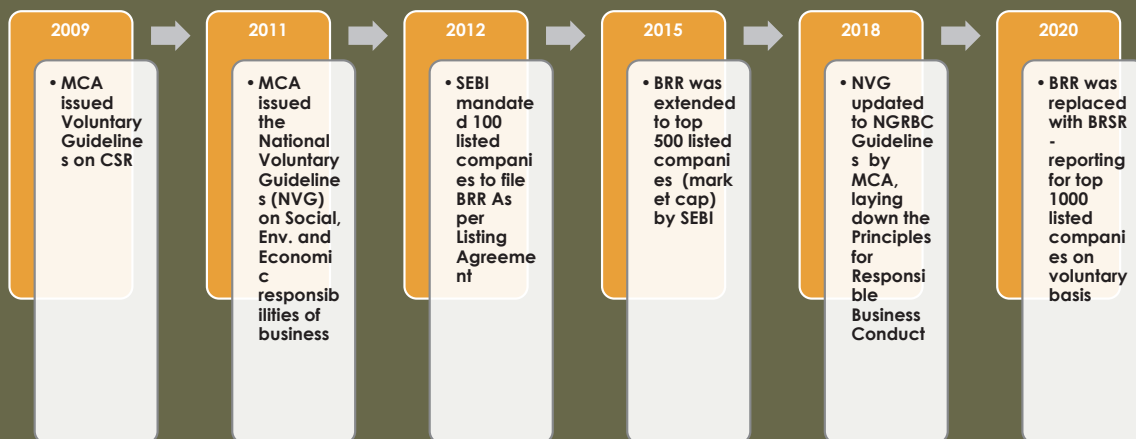 2009
• MCA
issued
Voluntary
Guideline
s on CSR
2011
• MCA
issued
the
National
Voluntary
Guideline
s (NVG)
on Social,
Env. and
Economi
c
responsib
ilities of
business
2012
• SEBI
mandate
d 100
listed
compani
es to file
BRR As
per
Listing
Agreeme
nt
2015
• BRR was
extended
to top
500 listed
compani
es (mark
et cap)
by SEBI
2018
• NVG
updated
to NGRBC
Guideline
s by
MCA,
laying
down the
Principles
for
Responsi
ble
Business
Conduct
2020
• BRR was
replaced
with BRSR
-
reporting
for top
1000
listed
compani
es on
voluntary
basis